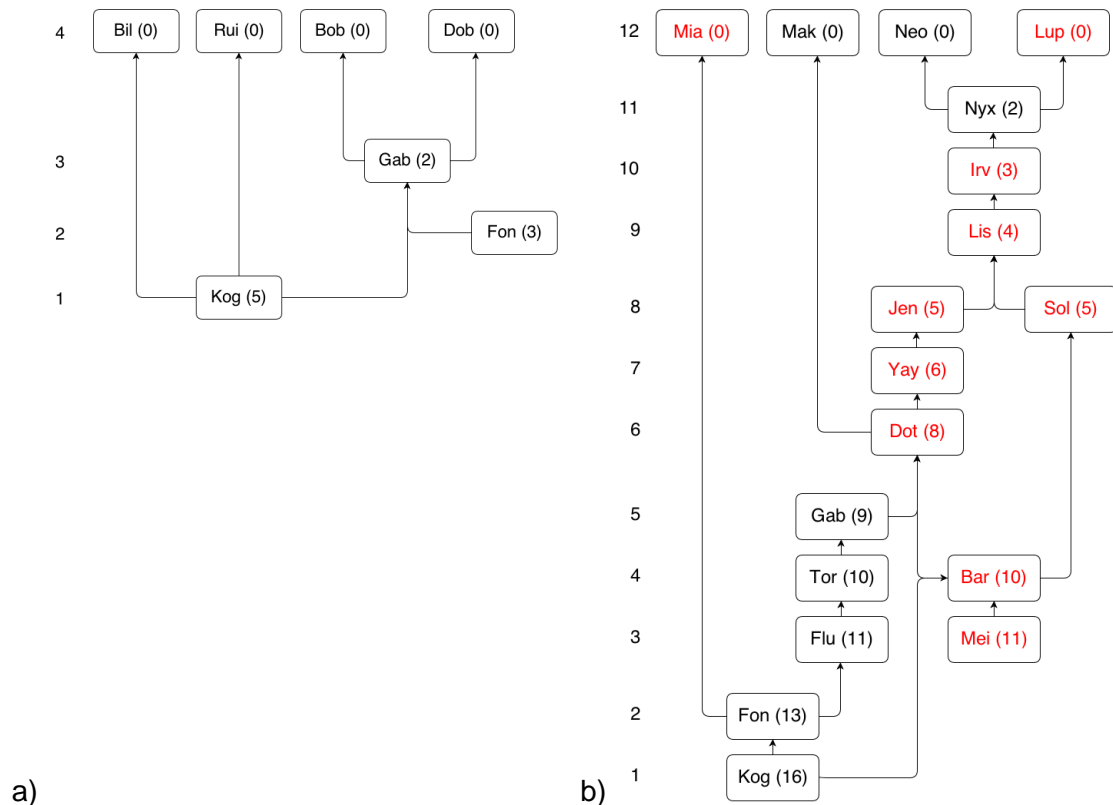 4 Bil (0) Rui (0) Bob (0) Dob (0)
3 Gab (2)
2 Fon (3)
1 Kog (5)
a)
12 Mia (0) Mak (0) Neo (0) Lup (0)
11 Nyx (2)
10 Irv (3)
9 Lis (4)
8 Jen (5) Sol (5)
7 Yay (6)
6 Dot (8)
5 Gab (9)
4 Tor (10) Bar (10)
3 Flu (11) Mei (11)
2 Fon (13)
1 Kog (16)
b)